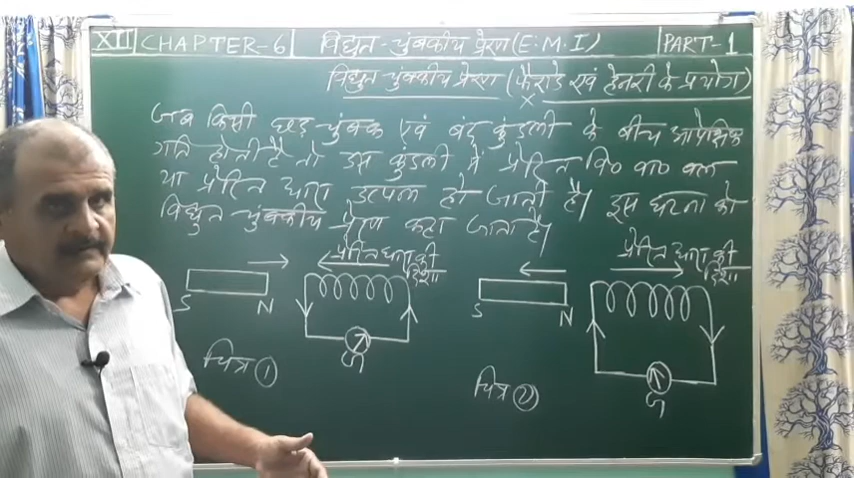 XII CHAPTER-6 विद्युत-चुंबकीय प्रेरण (E.M.I) PART-1
विद्युत चुंबकीय प्रेरण (फैराडे एवं हेनरी के प्रयोग)
जब किसी छड़ चुंबक एवं बंद कुंडली के बीच आपेक्षिक
गति होती है तो उस कुंडली में प्रेरित वि० वा० बल
या प्रेरित धारा उत्पन्न हो जाती है। इस घटना को
विद्युत चुंबकीय प्रेरण कहा जाता है।
प्रेरित धारा की दिशा
S N
G
चित्र 1
प्रेरित धारा की दिशा
S N
G
चित्र 2